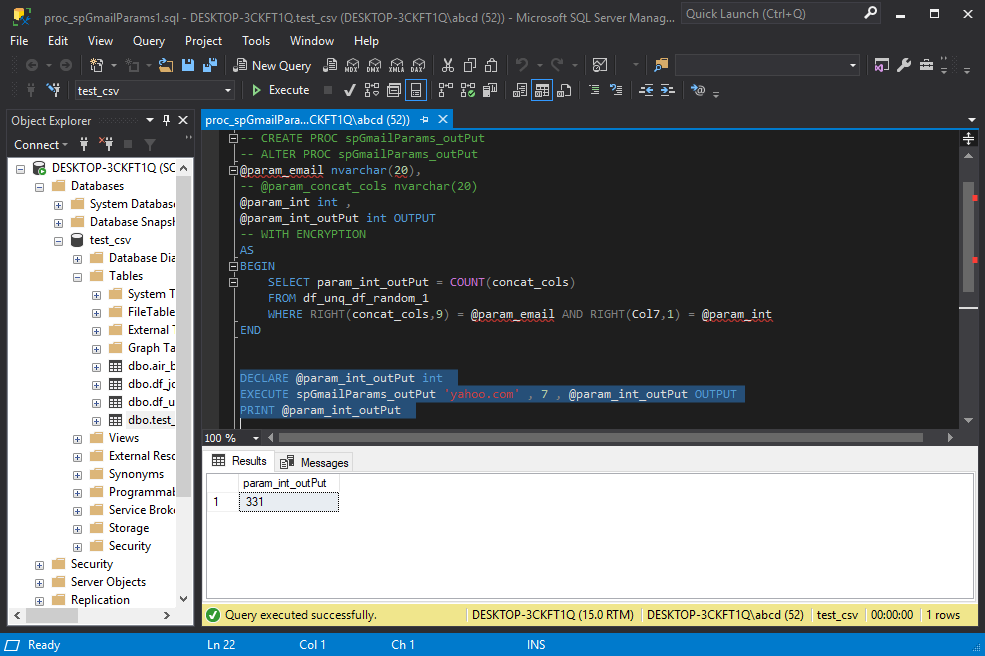 proc_spGmailParams1.sql - DESKTOP-3CKFT1Q.test_csv (DESKTOP-3CKFT1Q\abcd (52)) - Microsoft SQL Server Manag...
Quick Launch (Ctrl+Q)
File Edit View Query Project Tools Window Help
New Query MDX DMX XMLA DAX
test_csv Execute
Object Explorer
proc_spGmailPara...CKFT1Q\abcd (52))
Connect
DESKTOP-3CKFT1Q (SC
Databases
System Databas
Database Snapsh
test_csv
Database Dia
Tables
System T
FileTable
External T
Graph Ta
dbo.air_b
dbo.df_jo
dbo.df_u
dbo.test_
Views
External Reso
Synonyms
Programmab
Service Broke
Storage
Security
Security
Server Objects
Replication
-- CREATE PROC spGmailParams_outPut
-- ALTER PROC spGmailParams_outPut
@param_email nvarchar(20),
-- @param_concat_cols nvarchar(20)
@param_int int ,
@param_int_outPut int OUTPUT
-- WITH ENCRYPTION
AS
BEGIN
SELECT param_int_outPut = COUNT(concat_cols)
FROM df_unq_df_random_1
WHERE RIGHT(concat_cols,9) = @param_email AND RIGHT(Col7,1) = @param_int
END
DECLARE @param_int_outPut int
EXECUTE spGmailParams_outPut 'yahoo.com' , 7 , @param_int_outPut OUTPUT
PRINT @param_int_outPut
100 %
Results Messages
param_int_outPut
1 331
Query executed successfully. DESKTOP-3CKFT1Q (15.0 RTM) DESKTOP-3CKFT1Q\abcd (52) test_csv 00:00:00 1 rows
Ready Ln 22 Col 1 Ch 1 INS